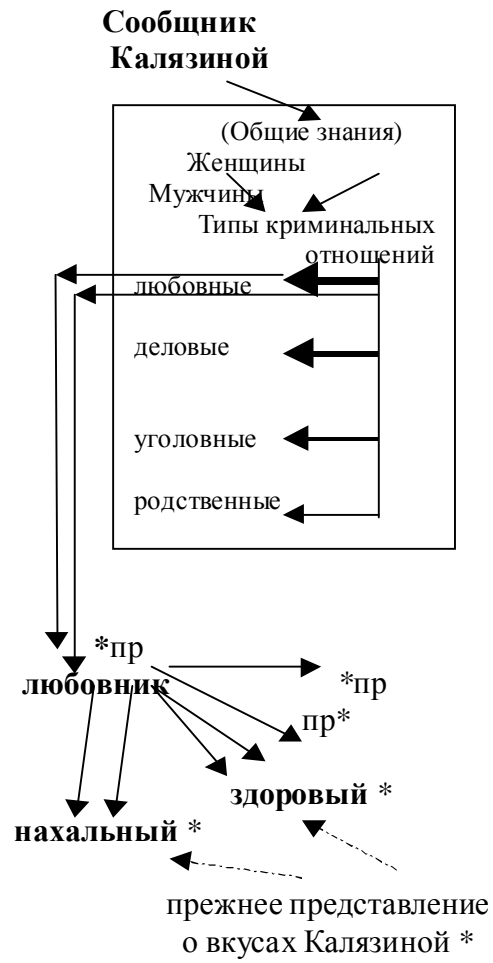 Сообщник
Калязиной
(Общие знания)
Женщины
Мужчины
Типы криминальных
отношений
любовные
деловые
уголовные
родственные
*пр
любовник
*пр
пр*
здоровый *
нахальный *
прежнее представление
о вкусах Калязиной *